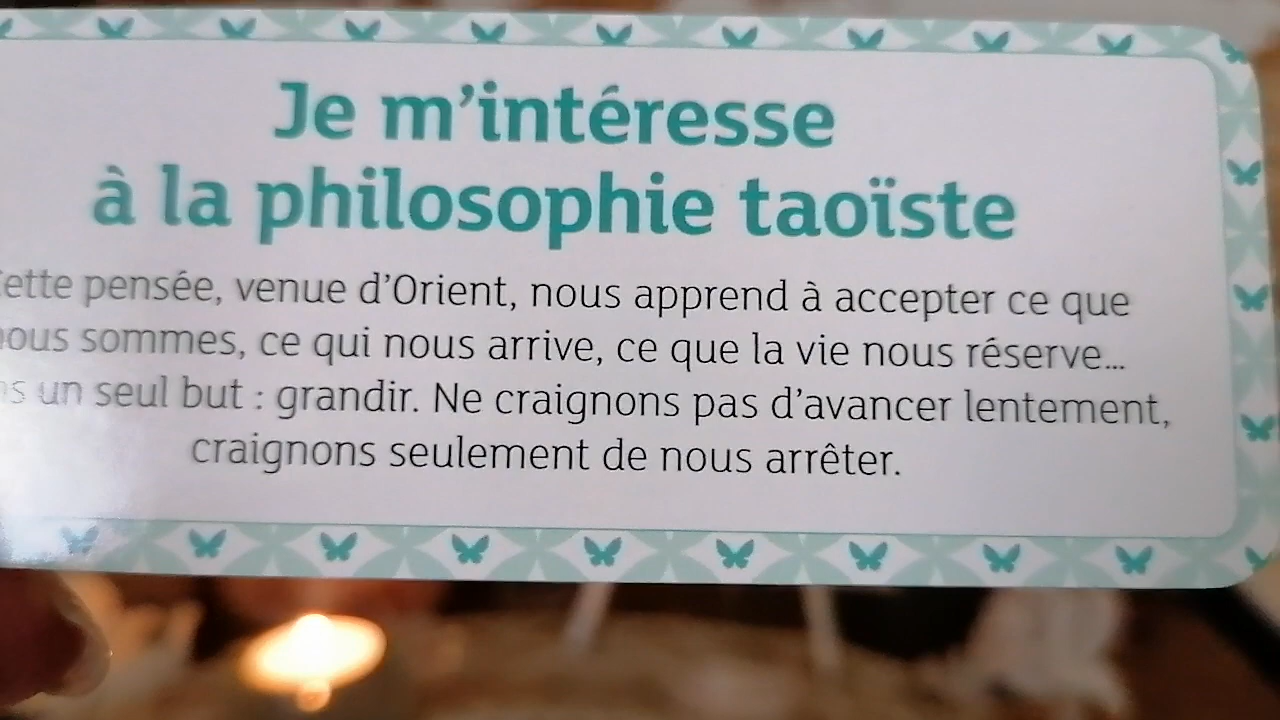 Je m'intéresse
à la philosophie taoïste
Cette pensée, venue d'Orient, nous apprend à accepter ce que
nous sommes, ce qui nous arrive, ce que la vie nous réserve...
un seul but : grandir. Ne craignons pas d'avancer lentement,
craignons seulement de nous arrêter.